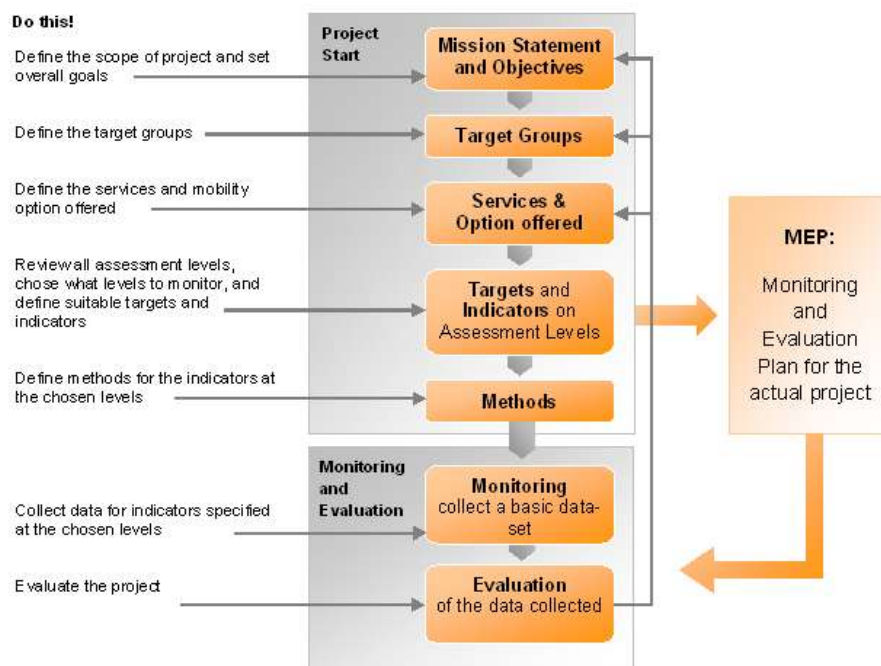 Do this!
Define the scope of project and set
overall goals
Define the target groups
Define the services and mobility
option offered
Review all assessment levels,
chose what levels to monitor, and
define suitable targets and
indicators
Define methods for the indicators at
the chosen levels
Collect data for indicators specified
at the chosen levels
Evaluate the project
Project
Start
Mission Statement
and Objectives
Target Groups
Services &
Option offered
Targets and
Indicators on
Assessment Levels
Methods
Monitoring
and
Evaluation
Monitoring
collect a basic data-
set
Evaluation
of the data collected
MEP:
Monitoring
and
Evaluation
Plan for the
actual project